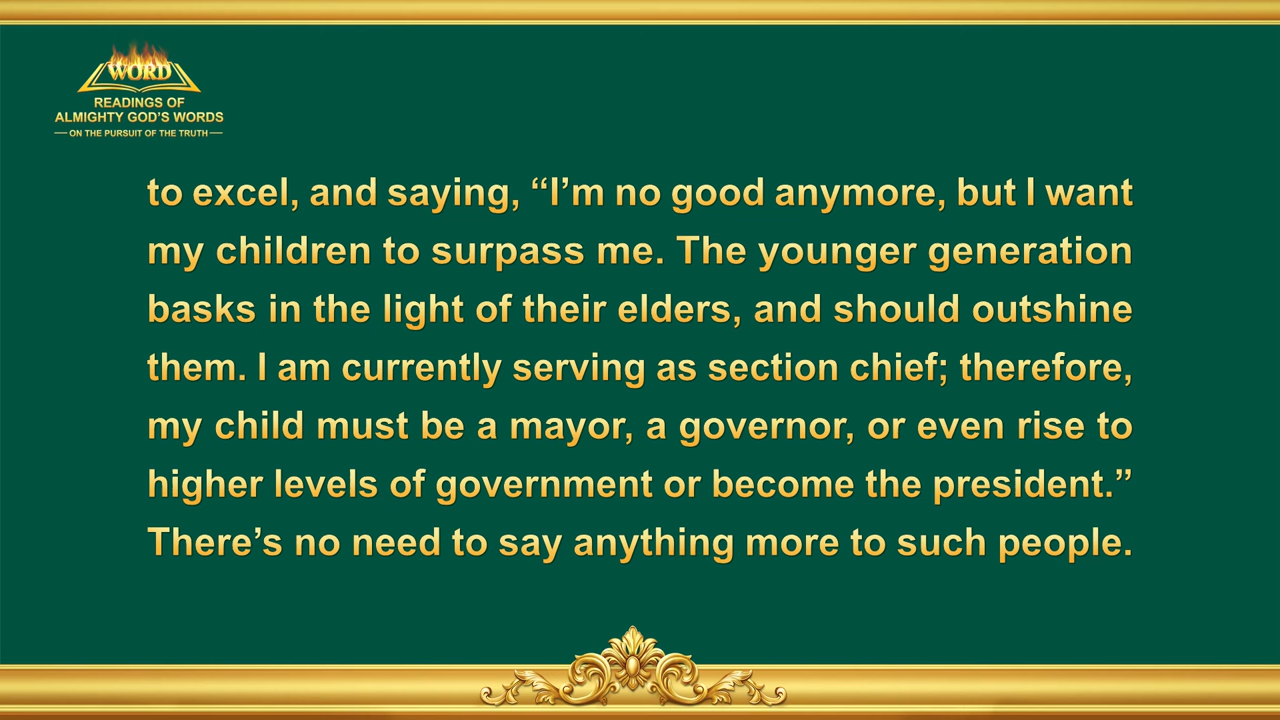 WORD
READINGS OF
ALMIGHTY GOD'S WORDS
— ON THE PURSUIT OF THE TRUTH —
to excel, and saying, “I’m no good anymore, but I want
my children to surpass me. The younger generation
basks in the light of their elders, and should outshine
them. I am currently serving as section chief; therefore,
my child must be a mayor, a governor, or even rise to
higher levels of government or become the president.”
There’s no need to say anything more to such people.